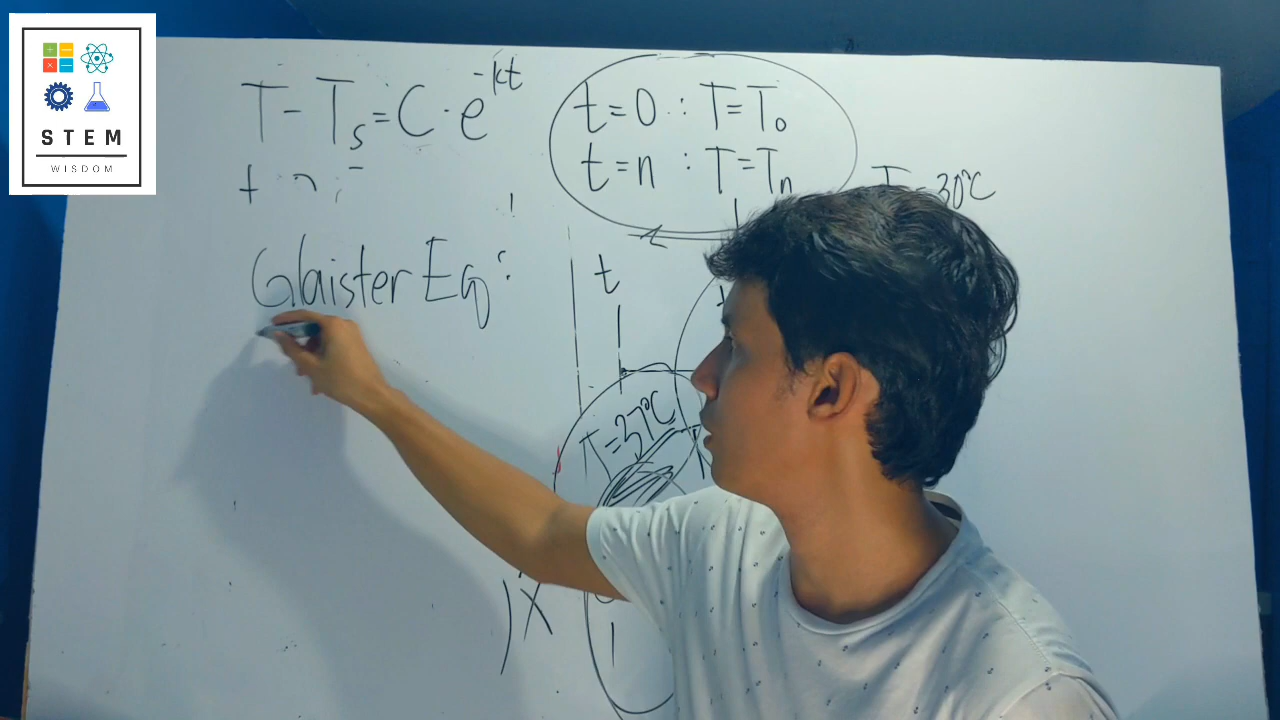 STEM
WISDOM
T - Tₛ = C · e^-kt
t = 0 : T = T₀
t = n : T = Tₙ
30°C
Glaister Eq :
t
T = 37°C
X